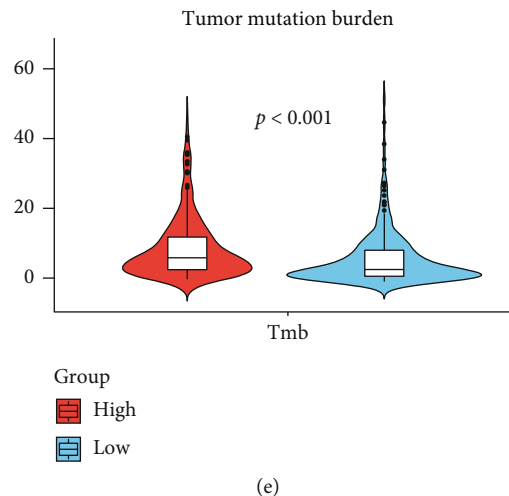 Tumor mutation burden
60
40
20
0
p < 0.001
Tmb
Group
High
Low
(e)